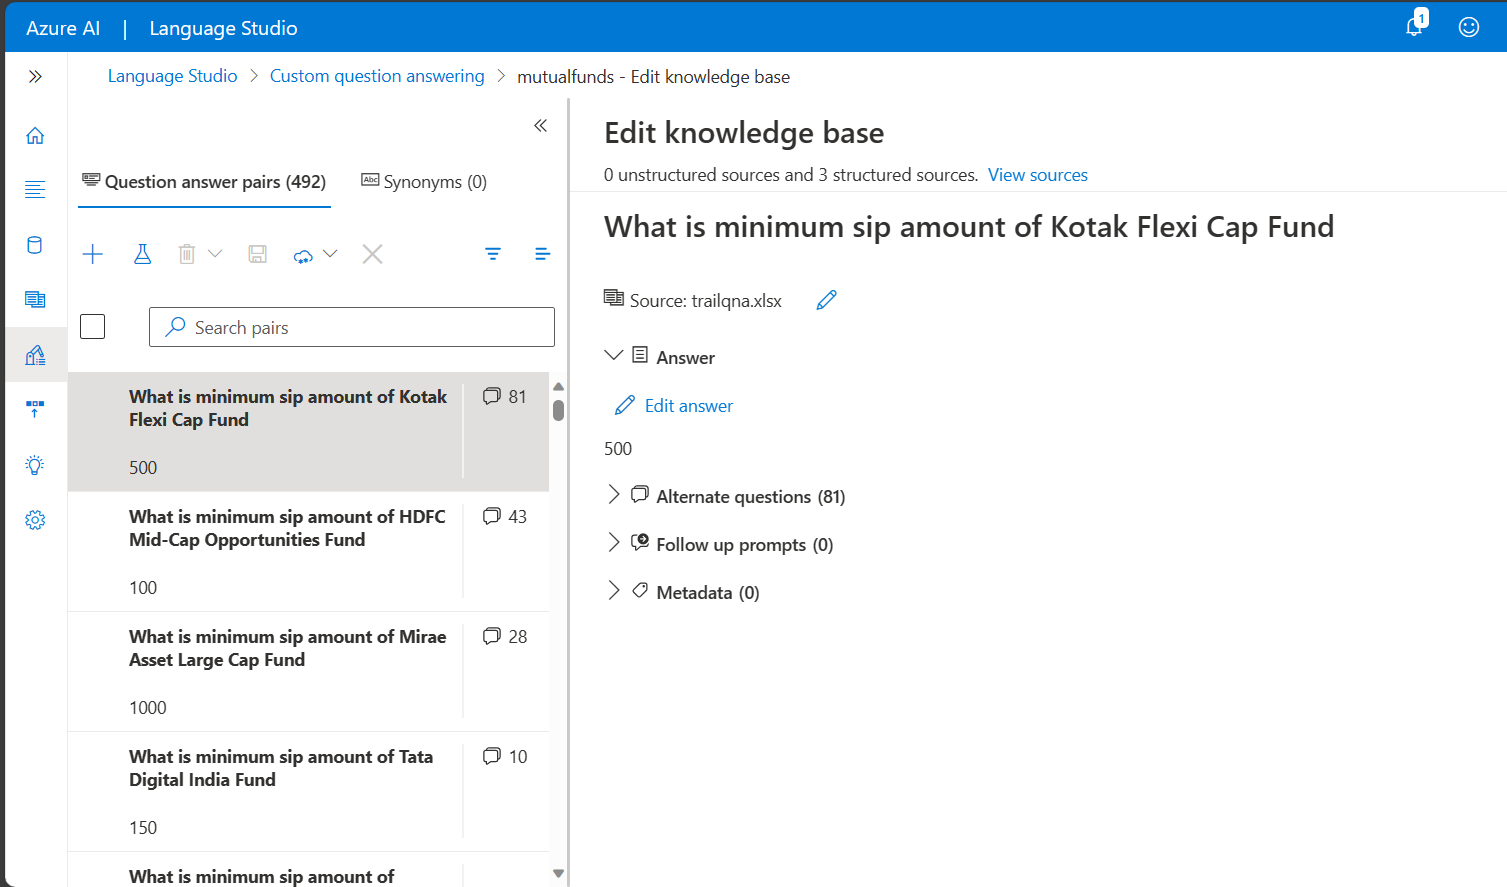 Azure AI | Language Studio
1
Language Studio > Custom question answering > mutualfunds - Edit knowledge base
Question answer pairs (492)
Abc Synonyms (0)
Search pairs
What is minimum sip amount of Kotak
Flexi Cap Fund
81
500
What is minimum sip amount of HDFC
Mid-Cap Opportunities Fund
43
100
What is minimum sip amount of Mirae
Asset Large Cap Fund
28
1000
What is minimum sip amount of Tata
Digital India Fund
10
150
What is minimum sip amount of
Edit knowledge base
0 unstructured sources and 3 structured sources. View sources
What is minimum sip amount of Kotak Flexi Cap Fund
Source: trailqna.xlsx
Answer
Edit answer
500
Alternate questions (81)
Follow up prompts (0)
Metadata (0)